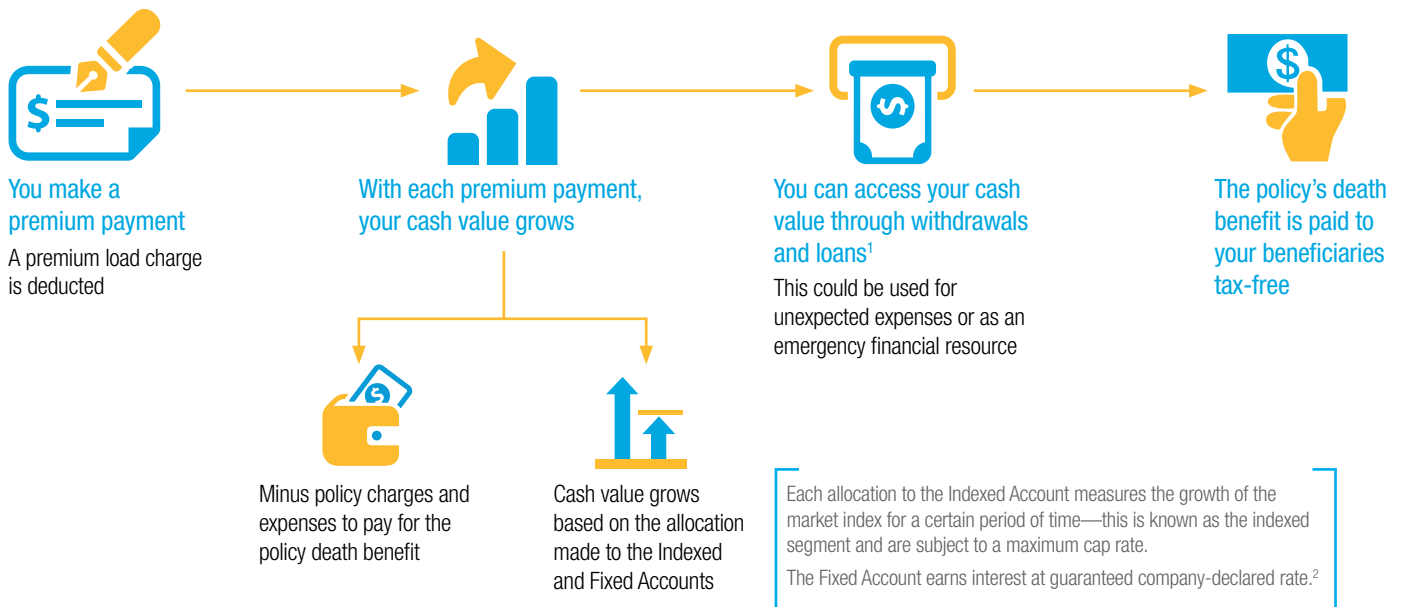 $
$
$
$
You make a
premium payment
A premium load charge
is deducted
With each premium payment,
your cash value grows
You can access your cash
value through withdrawals
and loans1
This could be used for
unexpected expenses or as an
emergency financial resource
The policy’s death
benefit is paid to
your beneficiaries
tax-free
Minus policy charges and
expenses to pay for the
policy death benefit
Cash value grows
based on the allocation
made to the Indexed
and Fixed Accounts
Each allocation to the Indexed Account measures the growth of the
market index for a certain period of time—this is known as the indexed
segment and are subject to a maximum cap rate.
The Fixed Account earns interest at guaranteed company-declared rate.2